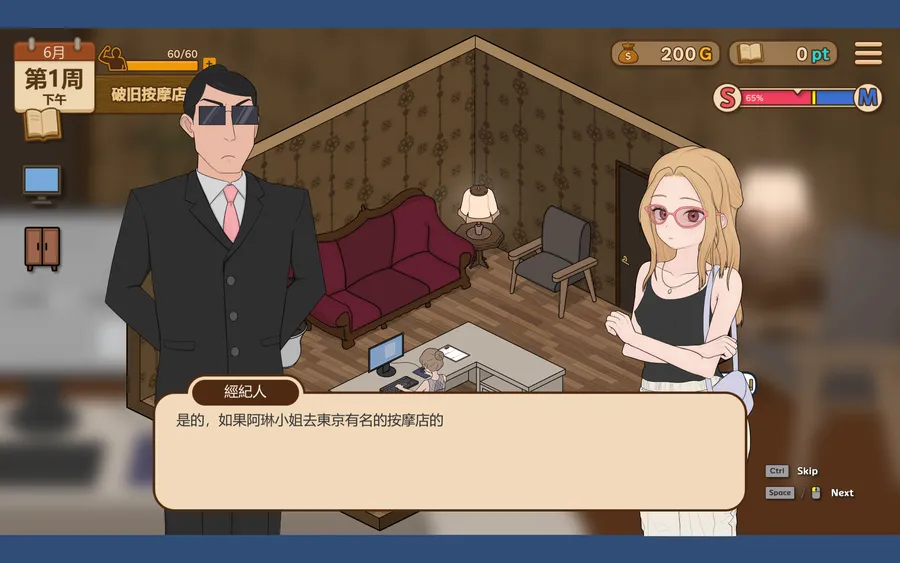 6月
第1周
下午
60/60
破旧按摩店
200G
0 pt
S
65%
M
經紀人
是的，如果阿琳小姐去東京有名的按摩店的
Ctrl Skip
Space / Next